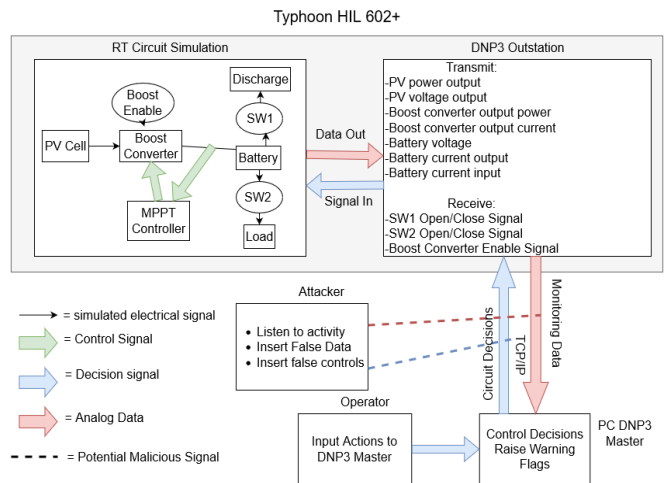 Typhoon HIL 602+
RT Circuit Simulation
Boost
Enable
PV Cell
Boost
Converter
MPPT
Controller
Discharge
SW1
Battery
SW2
Load
Data Out
Signal In
DNP3 Outstation
Transmit:
-PV power output
-PV voltage output
-Boost converter output power
-Boost converter output current
-Battery voltage
-Battery current output
-Battery current input
Receive:
-SW1 Open/Close Signal
-SW2 Open/Close Signal
-Boost Converter Enable Signal
= simulated electrical signal
= Control Signal
= Decision signal
= Analog Data
= Potential Malicious Signal
Attacker
• Listen to activity
• Insert False Data
• Insert false controls
Circuit Decisions
TCP/IP
Monitoring Data
Operator
Input Actions to
DNP3 Master
Control Decisions
Raise Warning
Flags
PC DNP3
Master